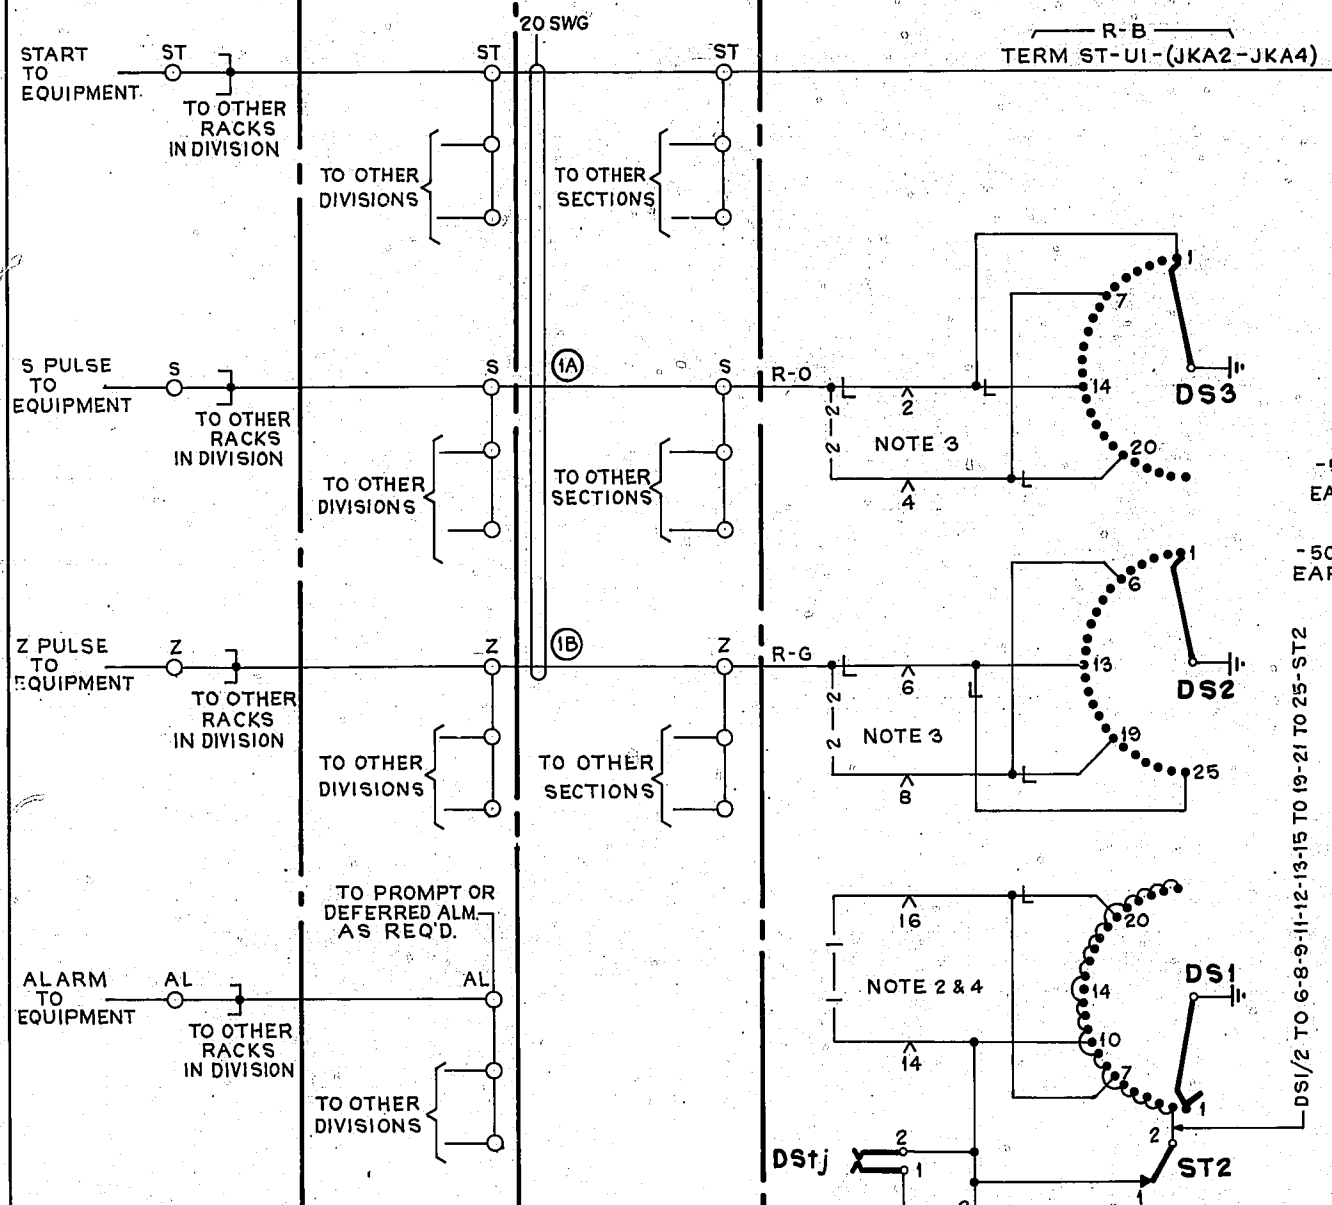 20 SWG
R-B
TERM ST-U1-(JKA2-JKA4)
START
TO
EQUIPMENT.
ST
ST
ST
TO OTHER
RACKS
IN DIVISION
TO OTHER
DIVISIONS
TO OTHER
SECTIONS
1
7
14
20
DS3
S PULSE
TO
EQUIPMENT
S
S
1A
S
R-O
2
2
2
NOTE 3
4
TO OTHER
RACKS
IN DIVISION
TO OTHER
DIVISIONS
TO OTHER
SECTIONS
EA
-50
EAR
1
6
13
19
25
DS2
Z PULSE
TO
EQUIPMENT
Z
Z
1B
Z
R-G
6
2
2
NOTE 3
8
TO OTHER
RACKS
IN DIVISION
TO OTHER
DIVISIONS
TO OTHER
SECTIONS
DS1/2 TO 6-8-9-11-12-13-15 TO 19-21 TO 25-ST2
TO PROMPT OR
DEFERRED ALM.
AS REQ'D.
ALARM
TO
EQUIPMENT
AL
AL
TO OTHER
RACKS
IN DIVISION
TO OTHER
DIVISIONS
16
NOTE 2 & 4
14
20
14
10
7
1
DS1
2
ST2
1
DStj
2
1